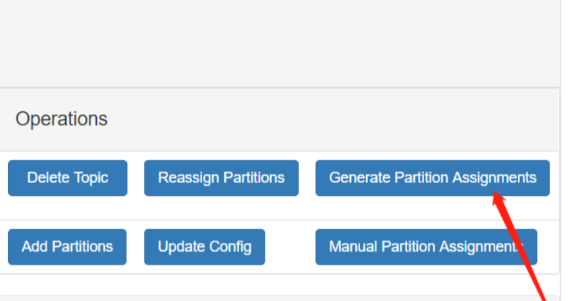 Operations
Delete Topic Reassign Partitions Generate Partition Assignments
Add Partitions Update Config Manual Partition Assignments